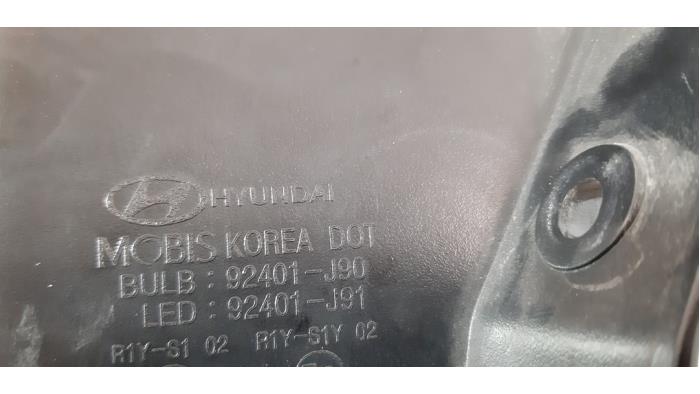 HYUNDAI
MOBIS KOREA DOT
BULB : 92401-J90
LED : 92401-J91
R1Y-S1 02 R1Y-S1Y 02